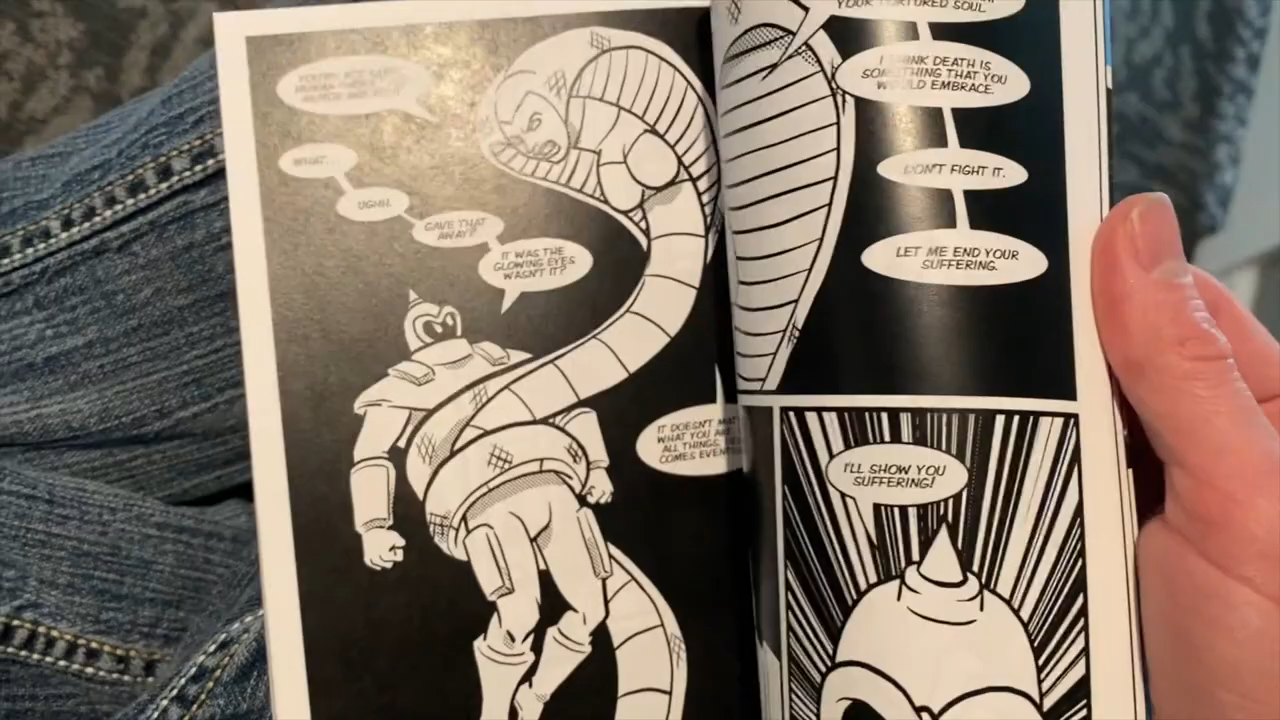 WHAT...
UGHH.
GAVE THAT
AWAY?
IT WAS THE
GLOWING EYES
WASN'T IT?
IT DOESN'T
WHAT YOU
ALL THINGS,
COMES
YOUR TORTURED SOUL.
I THINK DEATH IS
SOMETHING THAT YOU
WOULD EMBRACE.
DON'T FIGHT IT.
LET ME END YOUR
SUFFERING.
I'LL SHOW YOU
SUFFERING!